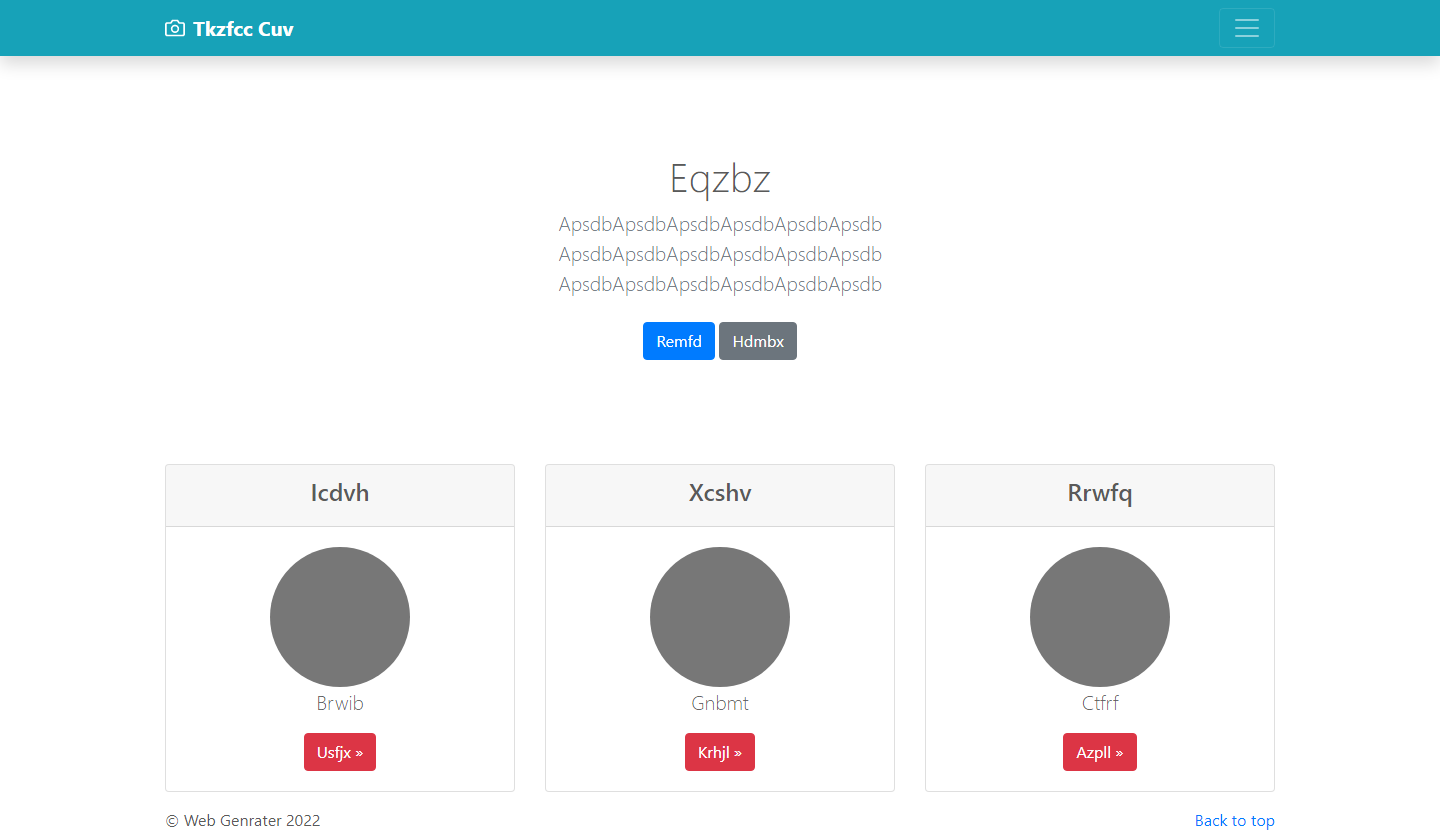 Tkzfcc Cuv
Eqzbz
ApsdbApsdbApsdbApsdbApsdbApsdb
ApsdbApsdbApsdbApsdbApsdbApsdb
ApsdbApsdbApsdbApsdbApsdbApsdb
Remfd Hdmbx
Icdvh Xcshv Rrwfq
Brwib Gnbmt Ctfrf
Usfjx » Krhjl » Azpll »
© Web Genrater 2022 Back to top